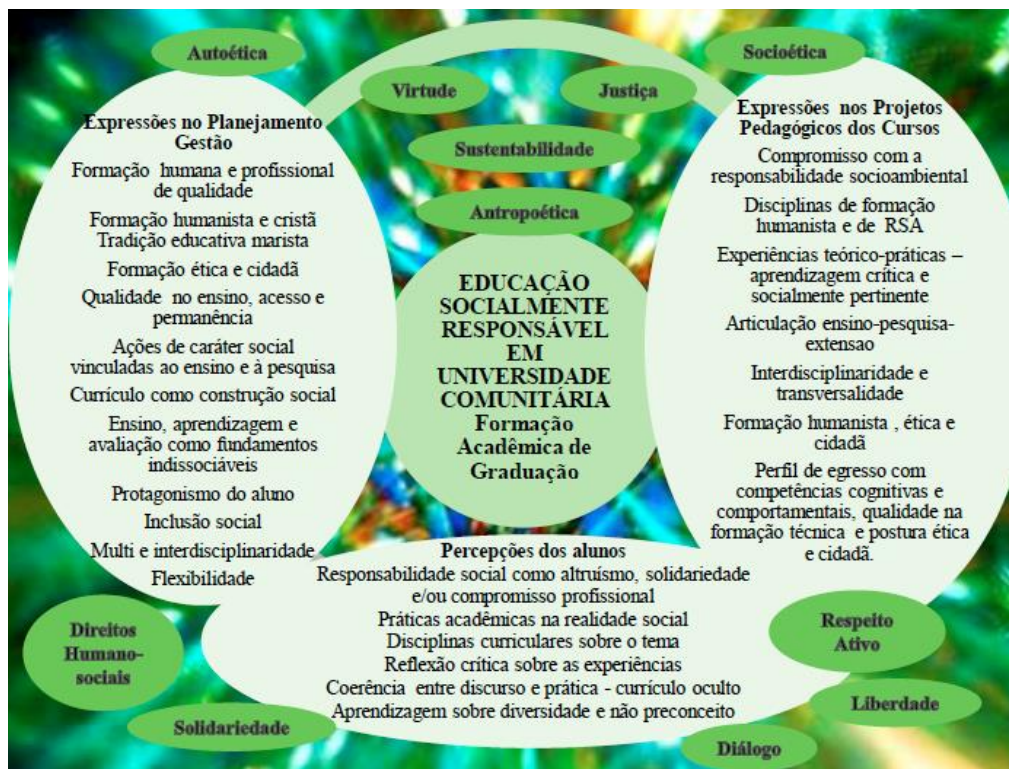 Autoética
Socioética
Virtude
Justiça
Sustentabilidade
Antropoética
Expressões no Planejamento
Gestão
Formação humana e profissional
de qualidade
Formação humanista e cristã
Tradição educativa marista
Formação ética e cidadã
Qualidade no ensino, acesso e
permanência
Ações de caráter social
vinculadas ao ensino e à pesquisa
Currículo como construção social
Ensino, aprendizagem e
avaliação como fundamentos
indissociáveis
Protagonismo do aluno
Inclusão social
Multi e interdisciplinaridade
Flexibilidade
EDUCAÇÃO
SOCIALMENTE
RESPONSÁVEL
EM
UNIVERSIDADE
COMUNITÁRIA
Formação
Acadêmica de
Graduação
Expressões nos Projetos
Pedagógicos dos Cursos
Compromisso com a
responsabilidade socioambiental
Disciplinas de formação
humanista e de RSA
Experiências teórico-práticas –
aprendizagem crítica e
socialmente pertinente
Articulação ensino-pesquisa-
extensao
Interdisciplinaridade e
transversalidade
Formação humanista , ética e
cidadã
Perfil de egresso com
competências cognitivas e
comportamentais, qualidade na
formação técnica e postura ética
e cidadã.
Percepções dos alunos
Responsabilidade social como altruísmo, solidariedade
e/ou compromisso profissional
Práticas acadêmicas na realidade social
Disciplinas curriculares sobre o tema
Reflexão crítica sobre as experiências
Coerência entre discurso e prática - currículo oculto
Aprendizagem sobre diversidade e não preconceito
Direitos
Humano-
sociais
Solidariedade
Respeito
Ativo
Liberdade
Diálogo